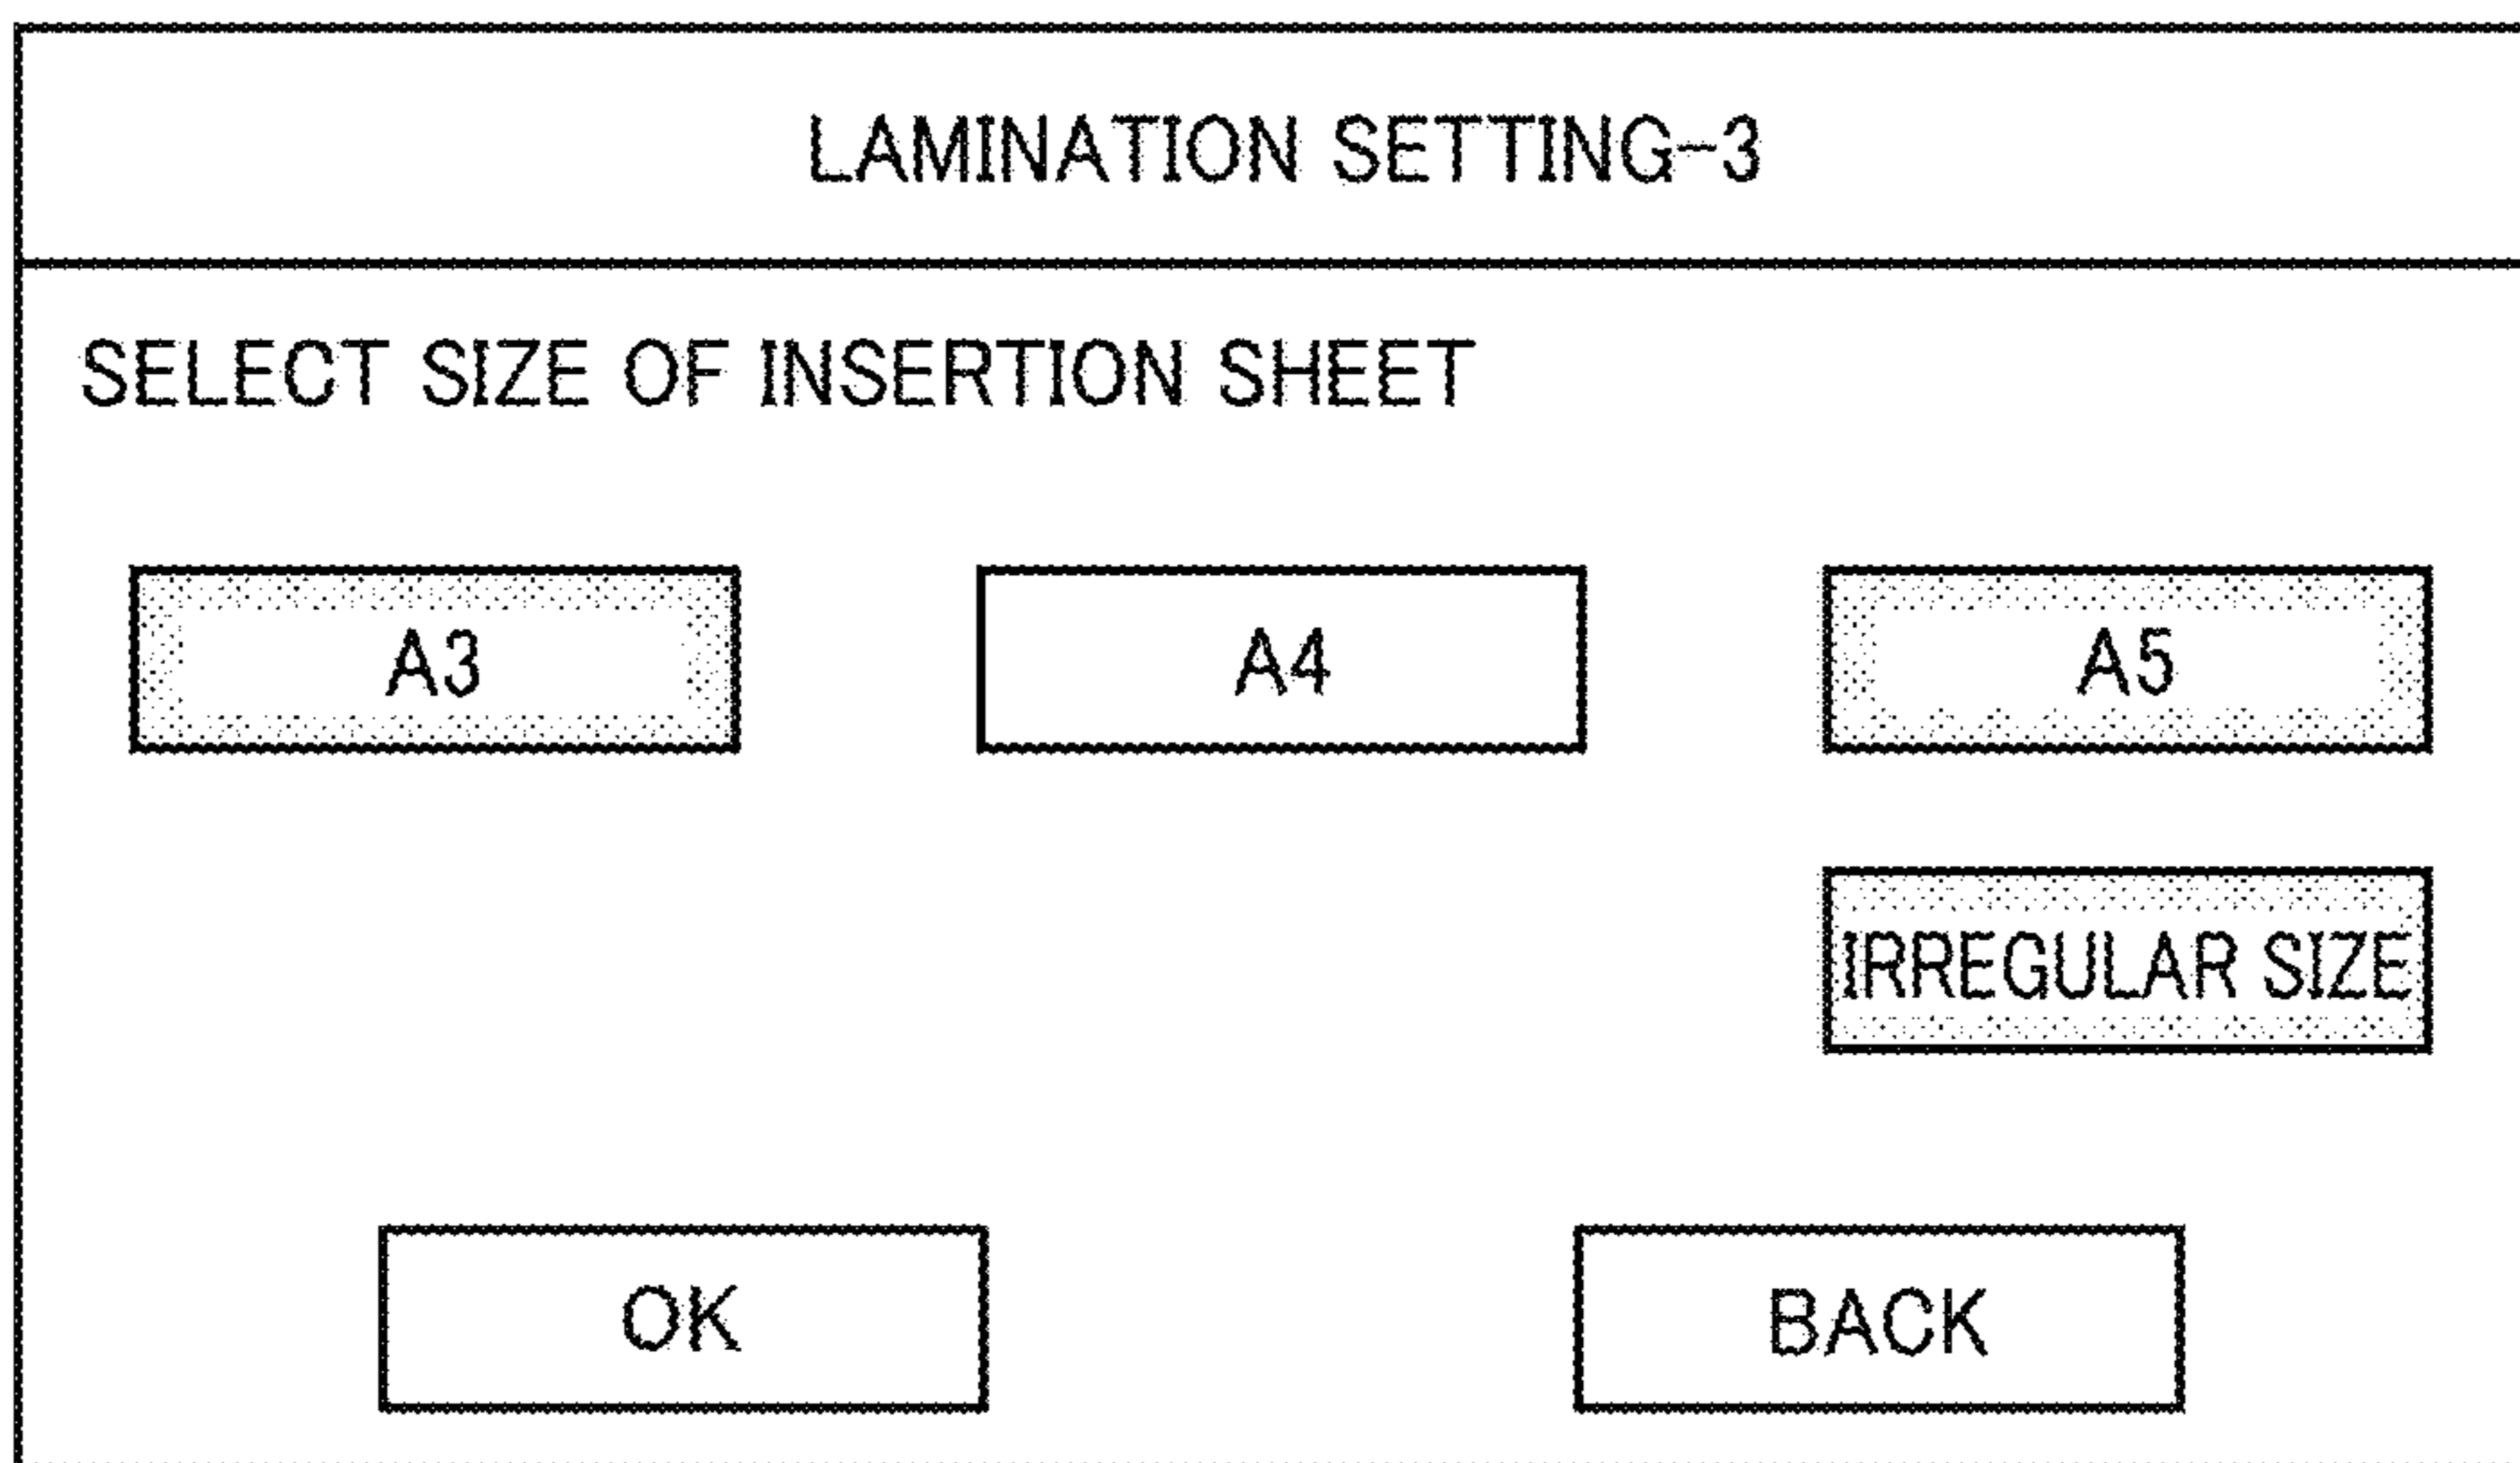 LAMINATION SETTING-3
SELECT SIZE OF INSERTION SHEET
A3 A4 A5
IRREGULAR SIZE
OK BACK